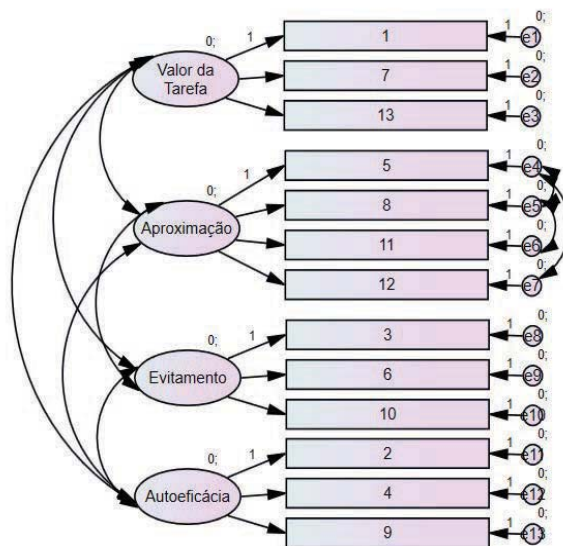 0;
1
1
1
0;
e1
Valor da
Tarefa
7
1
0;
e2
13
1
0;
e3
0;
1
5
1
0;
e4
Aproximação
8
1
0;
e5
11
1
0;
e6
12
1
0;
e7
0;
1
3
1
0;
e8
Evitamento
6
1
0;
e9
10
1
0;
e10
0;
1
2
1
0;
e11
Autoeficácia
4
1
0;
e12
9
1
0;
e13